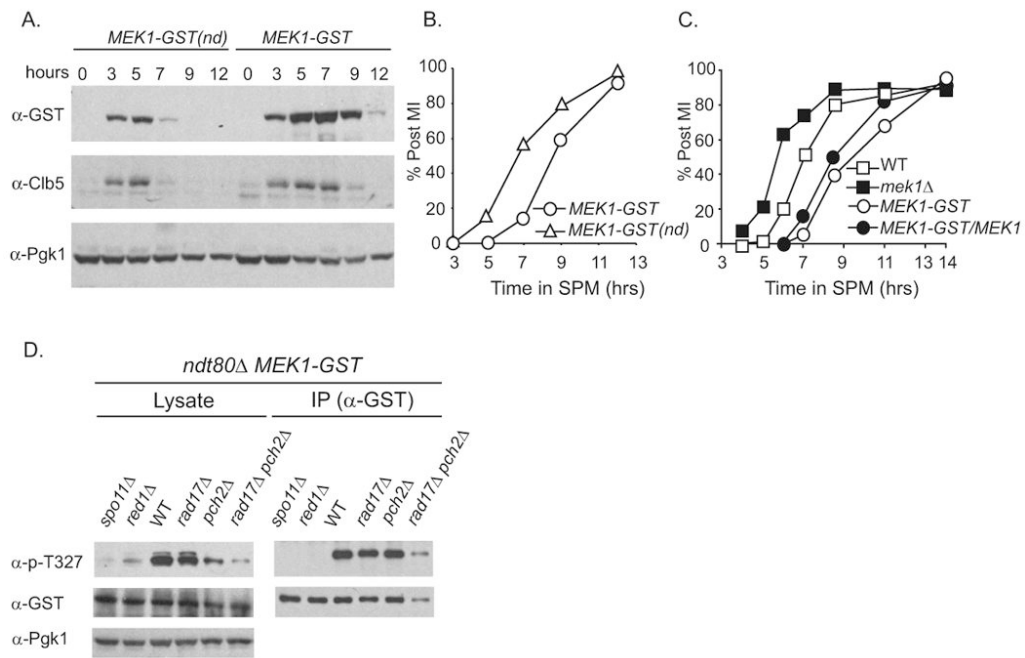 A.
MEK1-GST(nd) MEK1-GST
hours 0 3 5 7 9 12 0 3 5 7 9 12
α-GST
α-Clb5
α-Pgk1
B.
% Post MI
100
80
60
40
20
0
3 5 7 9 11 13
Time in SPM (hrs)
MEK1-GST
MEK1-GST(nd)
C.
% Post MI
100
80
60
40
20
0
3 5 7 9 11 13 14
Time in SPM (hrs)
WT
mek1Δ
MEK1-GST
MEK1-GST/MEK1
D.
ndt80Δ MEK1-GST
Lysate IP (α-GST)
spo11Δ red1Δ WT rad17Δ pch2Δ rad17Δ pch2Δ spo11Δ red1Δ WT rad17Δ pch2Δ rad17Δ pch2Δ
α-p-T327
α-GST
α-Pgk1